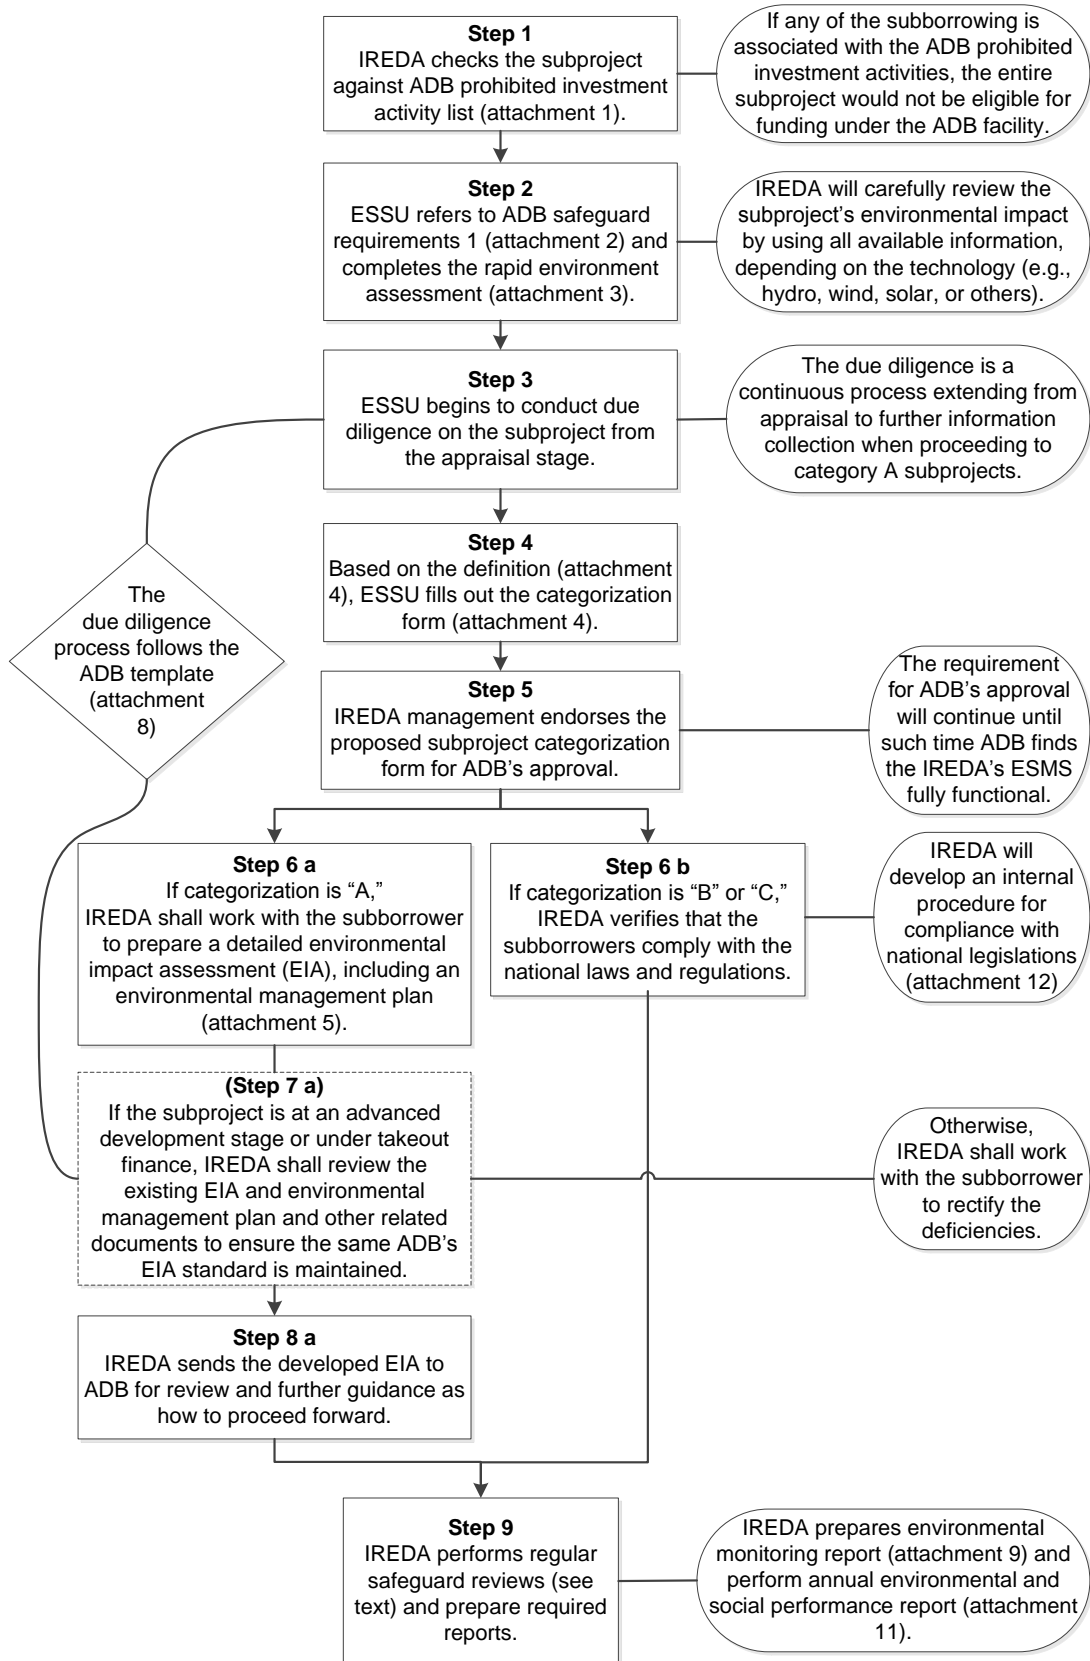 Step 1
IREDA checks the subproject
against ADB prohibited investment
activity list (attachment 1).
If any of the subborrowing is
associated with the ADB prohibited
investment activities, the entire
subproject would not be eligible for
funding under the ADB facility.
Step 2
ESSU refers to ADB safeguard
requirements 1 (attachment 2) and
completes the rapid environment
assessment (attachment 3).
IREDA will carefully review the
subproject’s environmental impact
by using all available information,
depending on the technology (e.g.,
hydro, wind, solar, or others).
Step 3
ESSU begins to conduct due
diligence on the subproject from
the appraisal stage.
The due diligence is a
continuous process extending from
appraisal to further information
collection when proceeding to
category A subprojects.
Step 4
Based on the definition (attachment
4), ESSU fills out the categorization
form (attachment 4).
The
due diligence
process follows the
ADB template
(attachment
8)
Step 5
IREDA management endorses the
proposed subproject categorization
form for ADB’s approval.
The requirement
for ADB’s approval
will continue until
such time ADB finds
the IREDA’s ESMS
fully functional.
Step 6 a
If categorization is “A,”
IREDA shall work with the subborrower
to prepare a detailed environmental
impact assessment (EIA), including an
environmental management plan
(attachment 5).
Step 6 b
If categorization is “B” or “C,”
IREDA verifies that the
subborrowers comply with the
national laws and regulations.
IREDA will
develop an internal
procedure for
compliance with
national legislations
(attachment 12)
(Step 7 a)
If the subproject is at an advanced
development stage or under takeout
finance, IREDA shall review the
existing EIA and environmental
management plan and other related
documents to ensure the same ADB’s
EIA standard is maintained.
Otherwise,
IREDA shall work
with the subborrower
to rectify the
deficiencies.
Step 8 a
IREDA sends the developed EIA to
ADB for review and further guidance as
how to proceed forward.
Step 9
IREDA performs regular
safeguard reviews (see
text) and prepare required
reports.
IREDA prepares environmental
monitoring report (attachment 9) and
perform annual environmental and
social performance report (attachment
11).